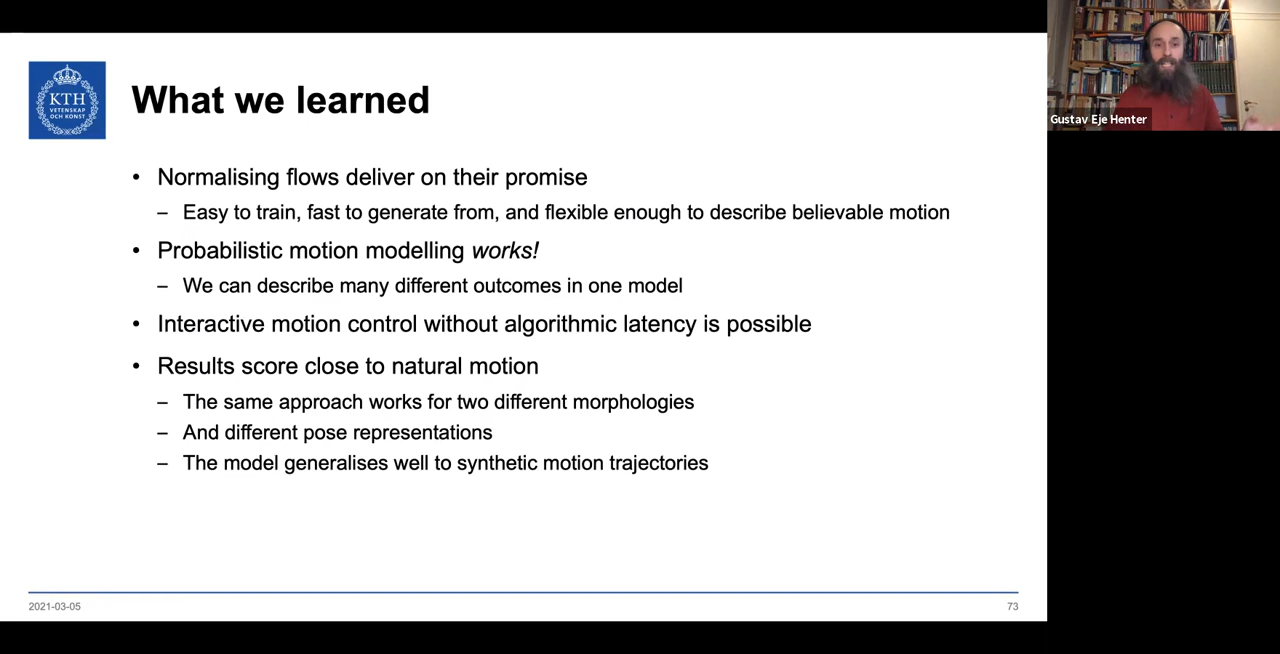 KTH
VETENSKAP
OCH KONST
What we learned
• Normalising flows deliver on their promise
– Easy to train, fast to generate from, and flexible enough to describe believable motion
• Probabilistic motion modelling works!
– We can describe many different outcomes in one model
• Interactive motion control without algorithmic latency is possible
• Results score close to natural motion
– The same approach works for two different morphologies
– And different pose representations
– The model generalises well to synthetic motion trajectories
2021-03-05
73
Gustav Eje Henter